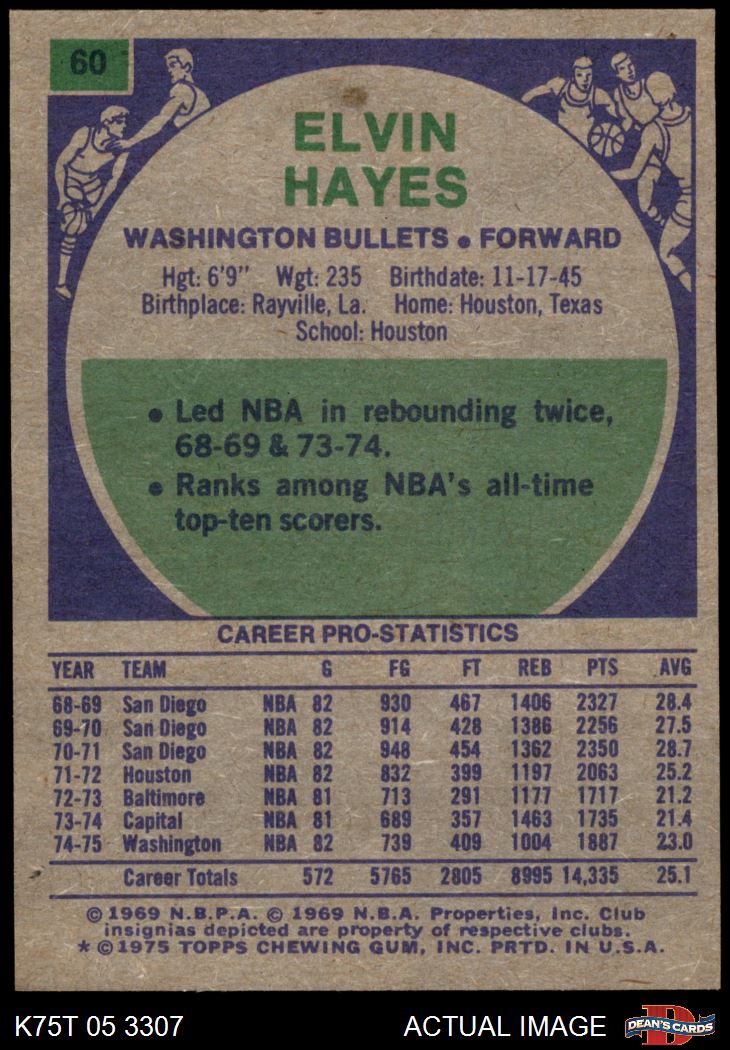 60
ELVIN
HAYES
WASHINGTON BULLETS • FORWARD
Hgt: 6'9" Wgt: 235 Birthdate: 11-17-45
Birthplace: Rayville, La. Home: Houston, Texas
School: Houston
• Led NBA in rebounding twice,
68-69 & 73-74.
• Ranks among NBA's all-time
top-ten scorers.
CAREER PRO-STATISTICS
YEAR TEAM G FG FT REB PTS AVG
68-69 San Diego NBA 82 930 467 1406 2327 28.4
69-70 San Diego NBA 82 914 428 1386 2256 27.5
70-71 San Diego NBA 82 948 454 1362 2350 28.7
71-72 Houston NBA 82 832 399 1197 2063 25.2
72-73 Baltimore NBA 81 713 291 1177 1717 21.2
73-74 Capital NBA 81 689 357 1463 1735 21.4
74-75 Washington NBA 82 739 409 1004 1887 23.0
Career Totals 572 5765 2805 8995 14,335 25.1
© 1969 N.B.P.A. © 1969 N.B.A. Properties, Inc. Club
insignias depicted are property of respective clubs.
* © 1975 TOPPS CHEWING GUM, INC. PRTD. IN U.S.A.
K75T 05 3307 ACTUAL IMAGE
D
DEAN'S CARDS